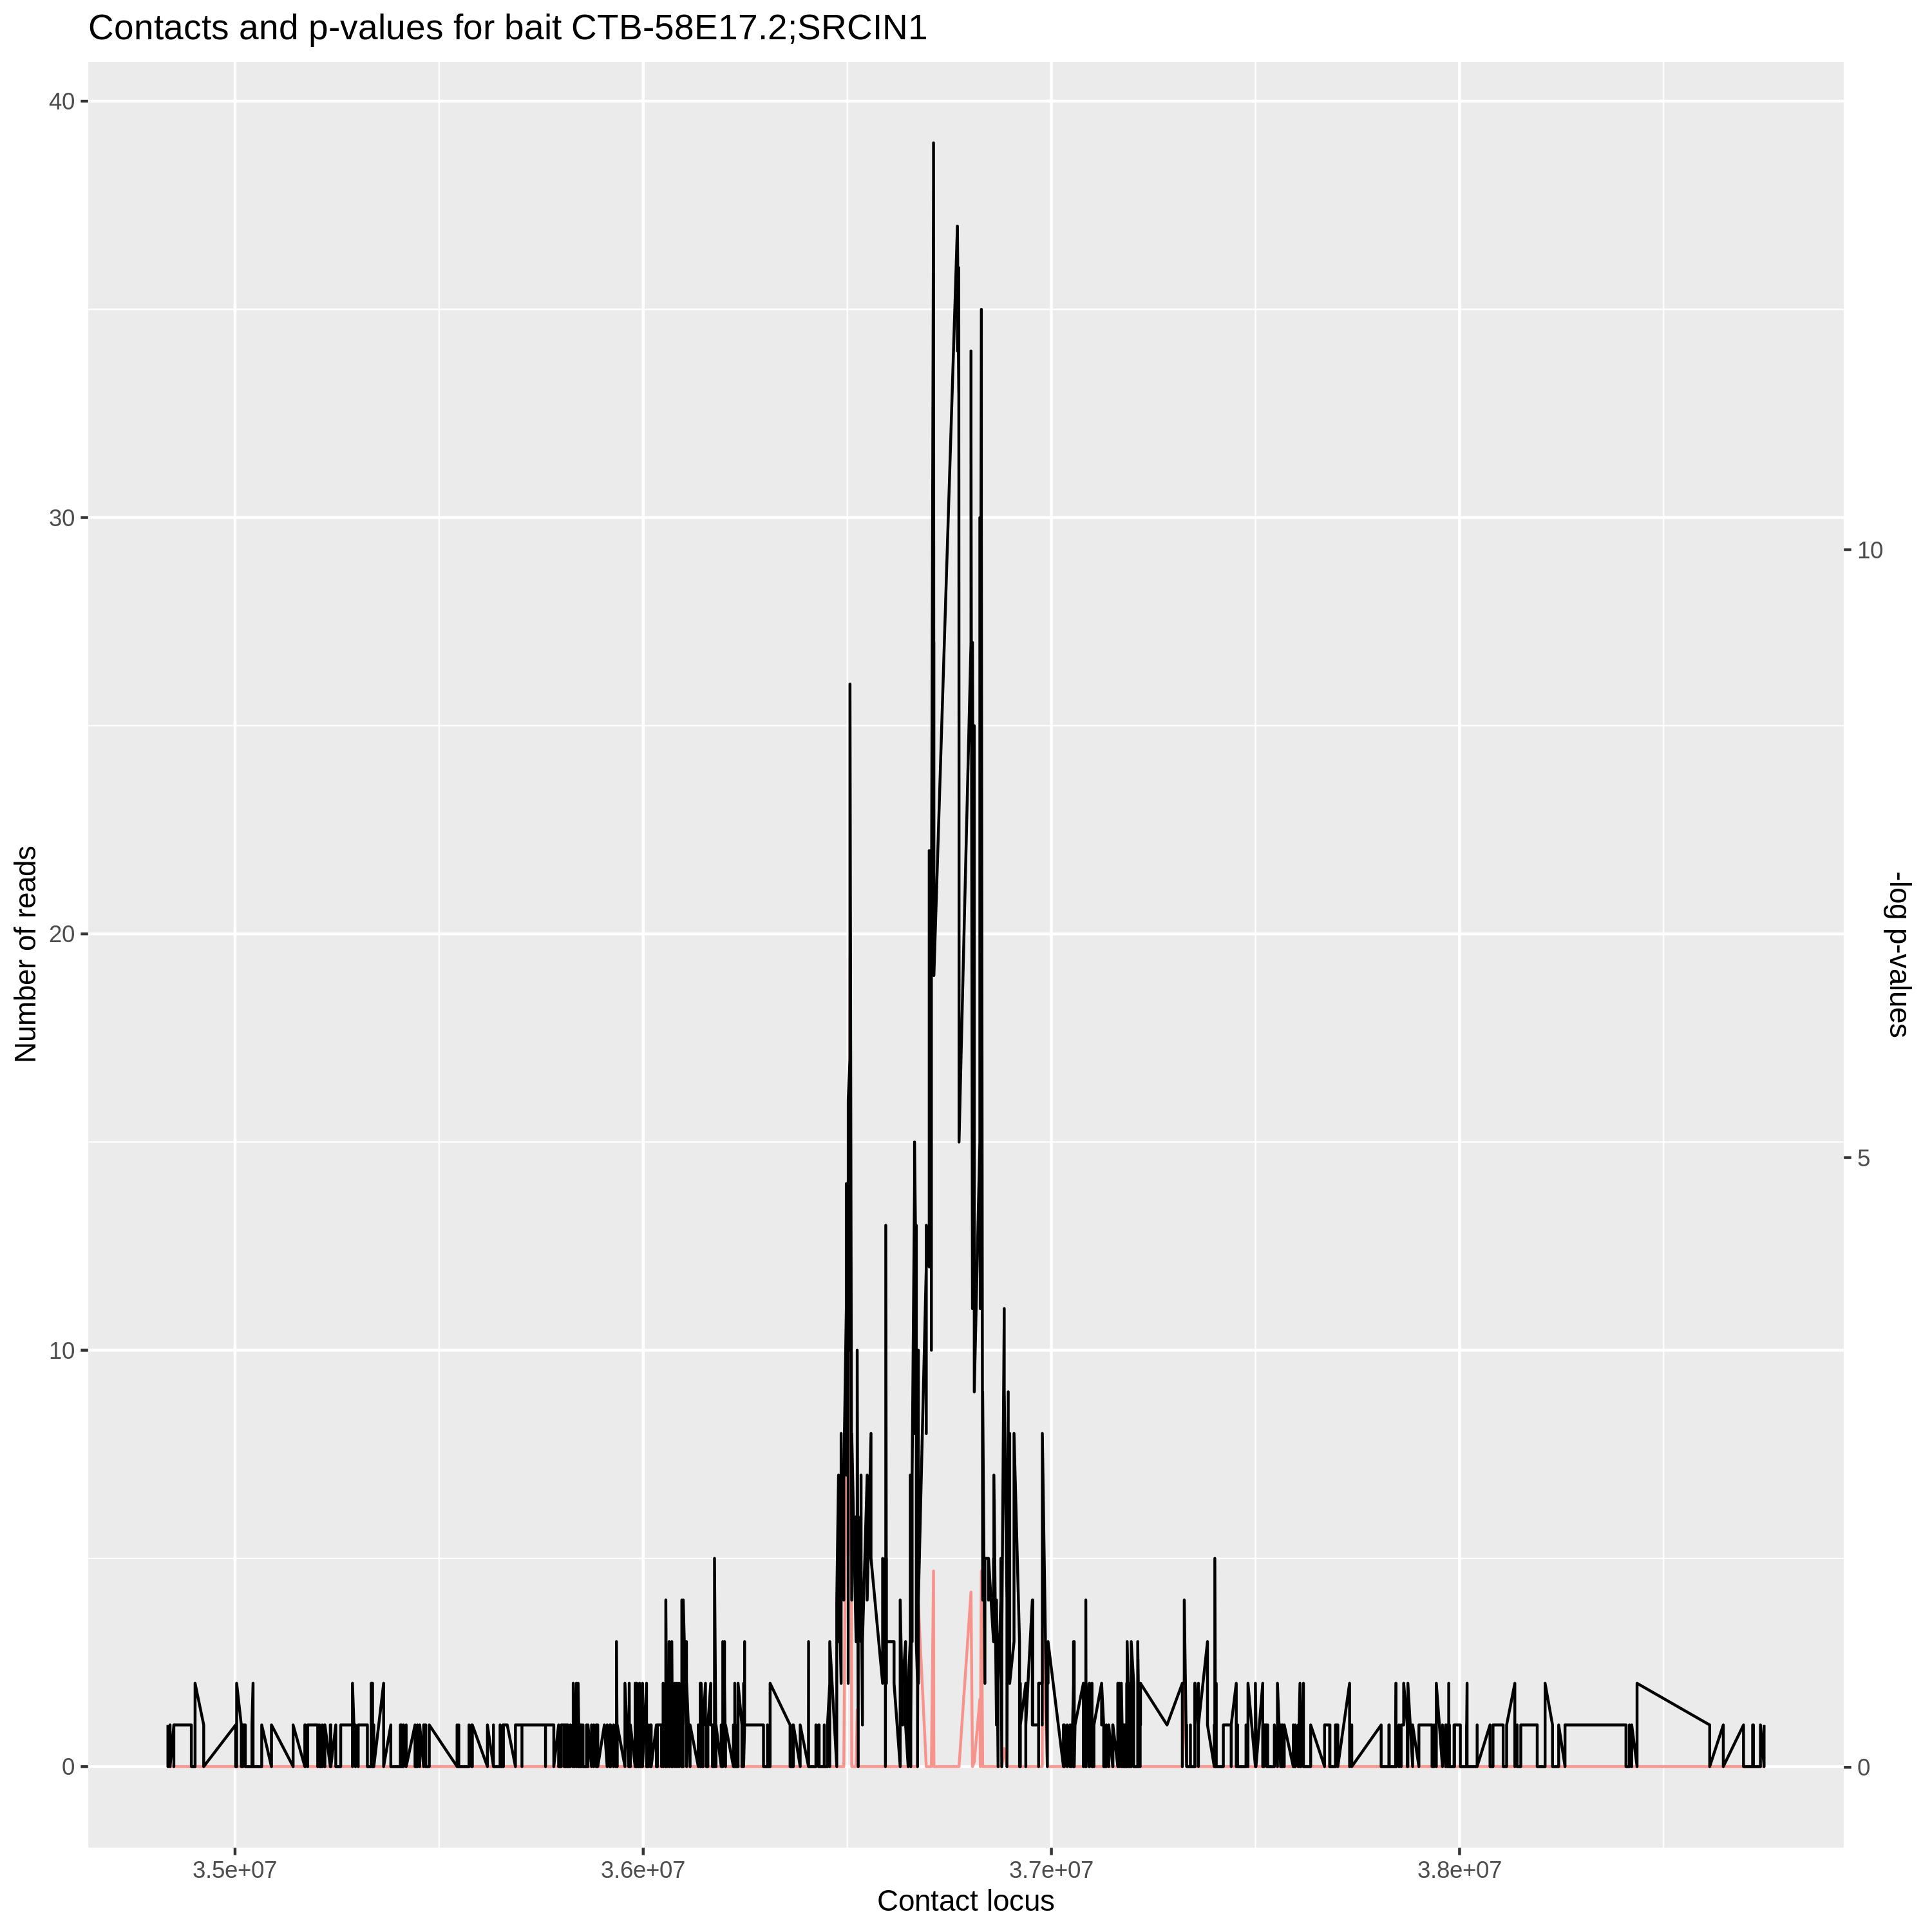 Contacts and p-values for bait CTB-58E17.2;SRCIN1
40
30
20
10
0
Number of reads
10
5
0
-log p-values
3.5e+07
3.6e+07
3.7e+07
3.8e+07
Contact locus